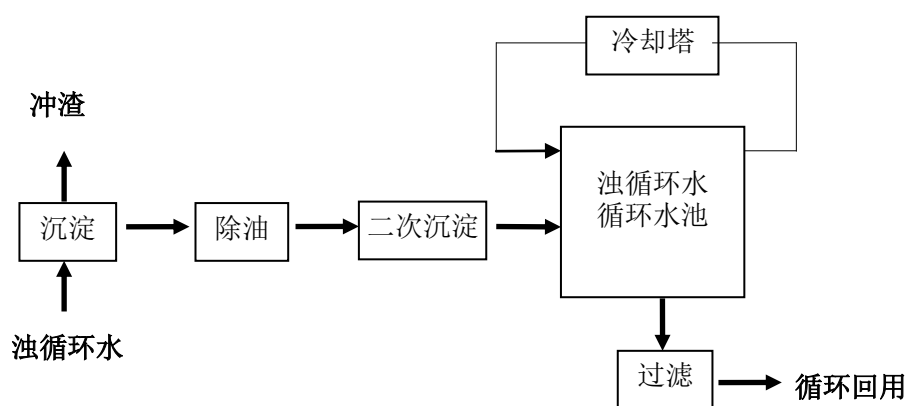 冷却塔
冲渣
浊循环水
循环水池
沉淀
除油
二次沉淀
浊循环水
过滤
循环回用